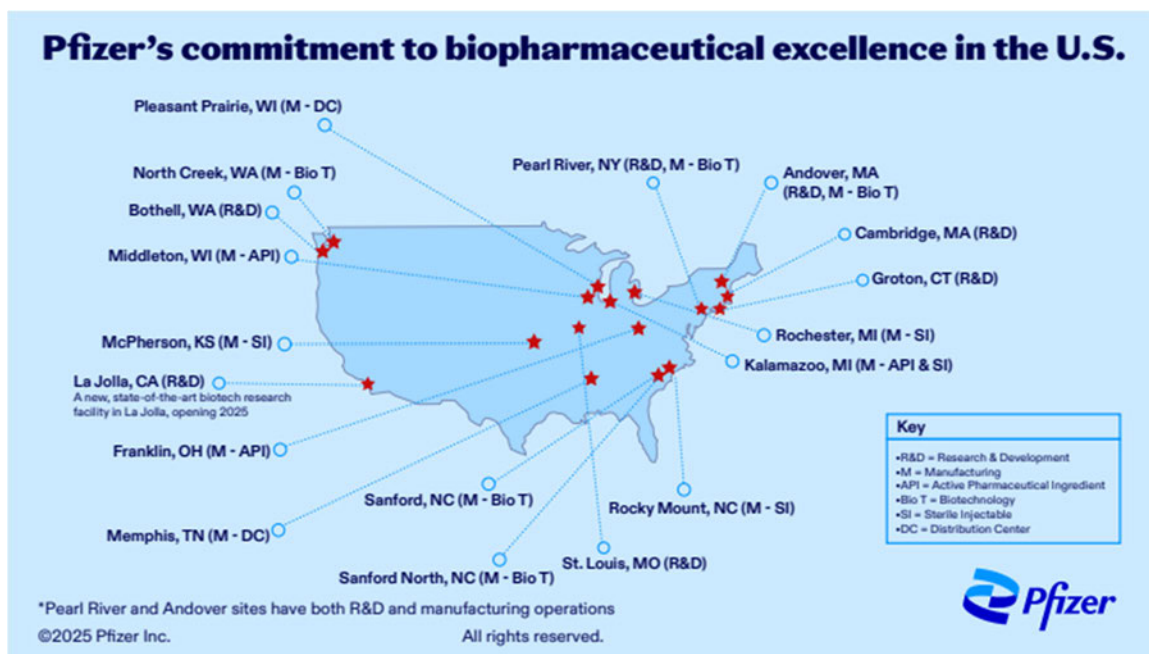 Pfizer's commitment to biopharmaceutical excellence in the U.S.
Pleasant Prairie, WI (M - DC)
North Creek, WA (M - Bio T)
Bothell, WA (R&D)
Middleton, WI (M - API)
McPherson, KS (M - SI)
La Jolla, CA (R&D)
A new, state-of-the-art biotech research
facility in La Jolla, opening 2025
Franklin, OH (M - API)
Memphis, TN (M - DC)
Pearl River, NY (R&D, M - Bio T)
Andover, MA
(R&D, M - Bio T)
Cambridge, MA (R&D)
Groton, CT (R&D)
Rochester, MI (M - SI)
Kalamazoo, MI (M - API & SI)
Sanford, NC (M - Bio T)
Rocky Mount, NC (M - SI)
Sanford North, NC (M - Bio T)
St. Louis, MO (R&D)
Key
▪R&D = Research & Development
▪M = Manufacturing
▪API = Active Pharmaceutical Ingredient
▪Bio T = Biotechnology
▪SI = Sterile Injectable
▪DC = Distribution Center
*Pearl River and Andover sites have both R&D and manufacturing operations
©2025 Pfizer Inc.
All rights reserved.
Pfizer